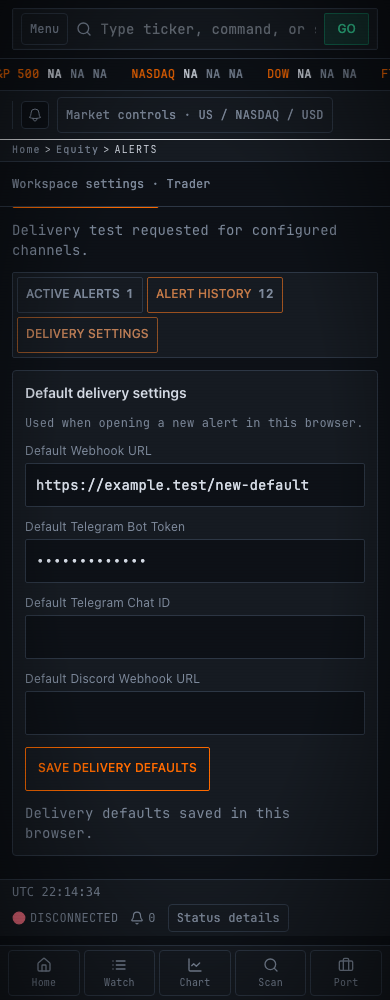 Menu Type ticker, command, or s GO
&P 500 NA NA NA NASDAQ NA NA NA DOW NA NA NA F
Market controls · US / NASDAQ / USD
Home > Equity > ALERTS
Workspace settings · Trader
Delivery test requested for configured
channels.
ACTIVE ALERTS 1 ALERT HISTORY 12
DELIVERY SETTINGS
Default delivery settings
Used when opening a new alert in this browser.
Default Webhook URL
https://example.test/new-default
Default Telegram Bot Token
•••••••••••••
Default Telegram Chat ID
Default Discord Webhook URL
SAVE DELIVERY DEFAULTS
Delivery defaults saved in this
browser.
UTC 22:14:34
DISCONNECTED 0 Status details
Home Watch Chart Scan Port